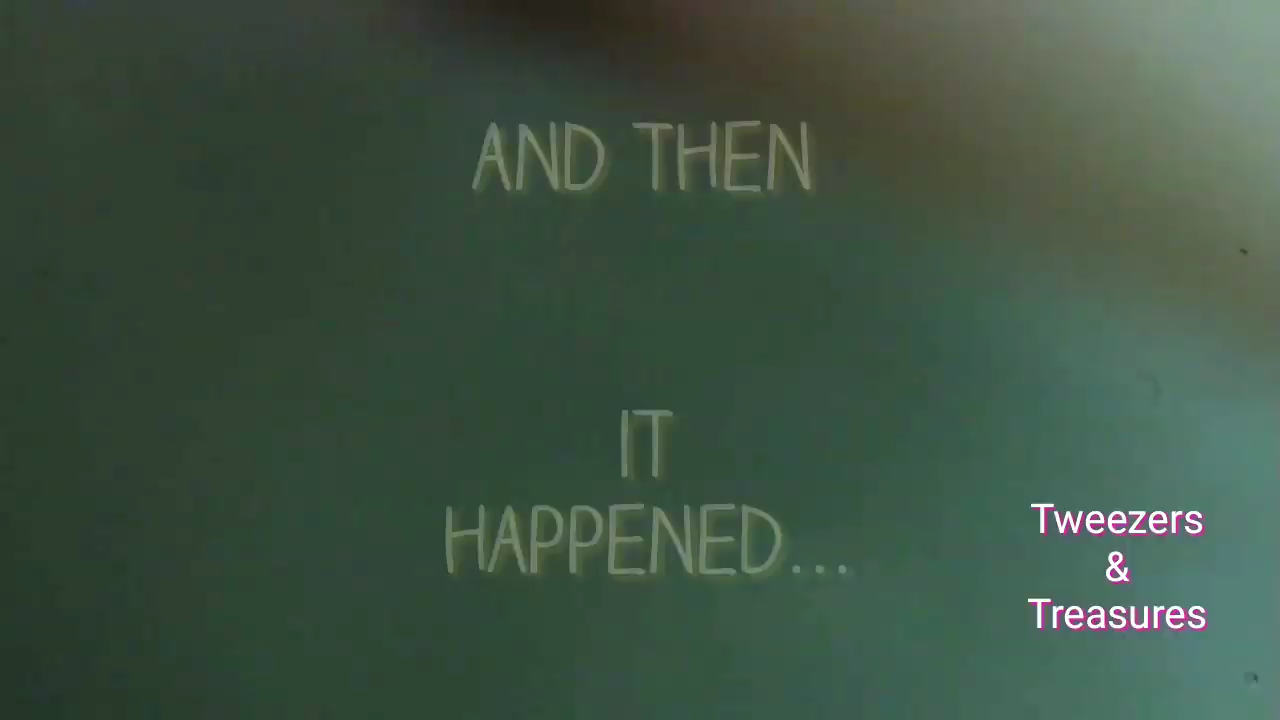 AND THEN
IT
HAPPENED...
Tweezers
&
Treasures